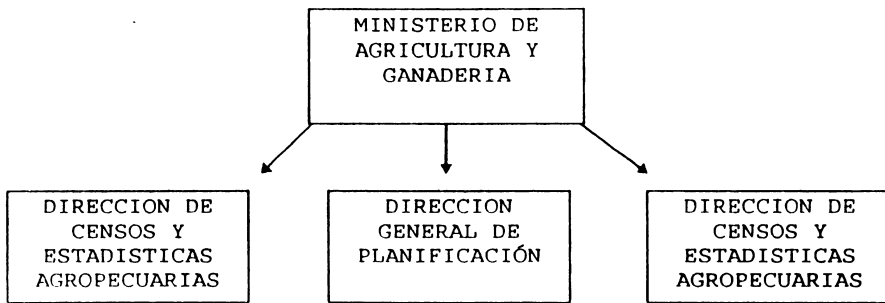 MINISTERIO DE
AGRICULTURA Y
GANADERIA
DIRECCION DE
CENSOS Y
ESTADISTICAS
AGROPECUARIAS
DIRECCION
GENERAL DE
PLANIFICACIÓN
DIRECCION DE
CENSOS Y
ESTADISTICAS
AGROPECUARIAS